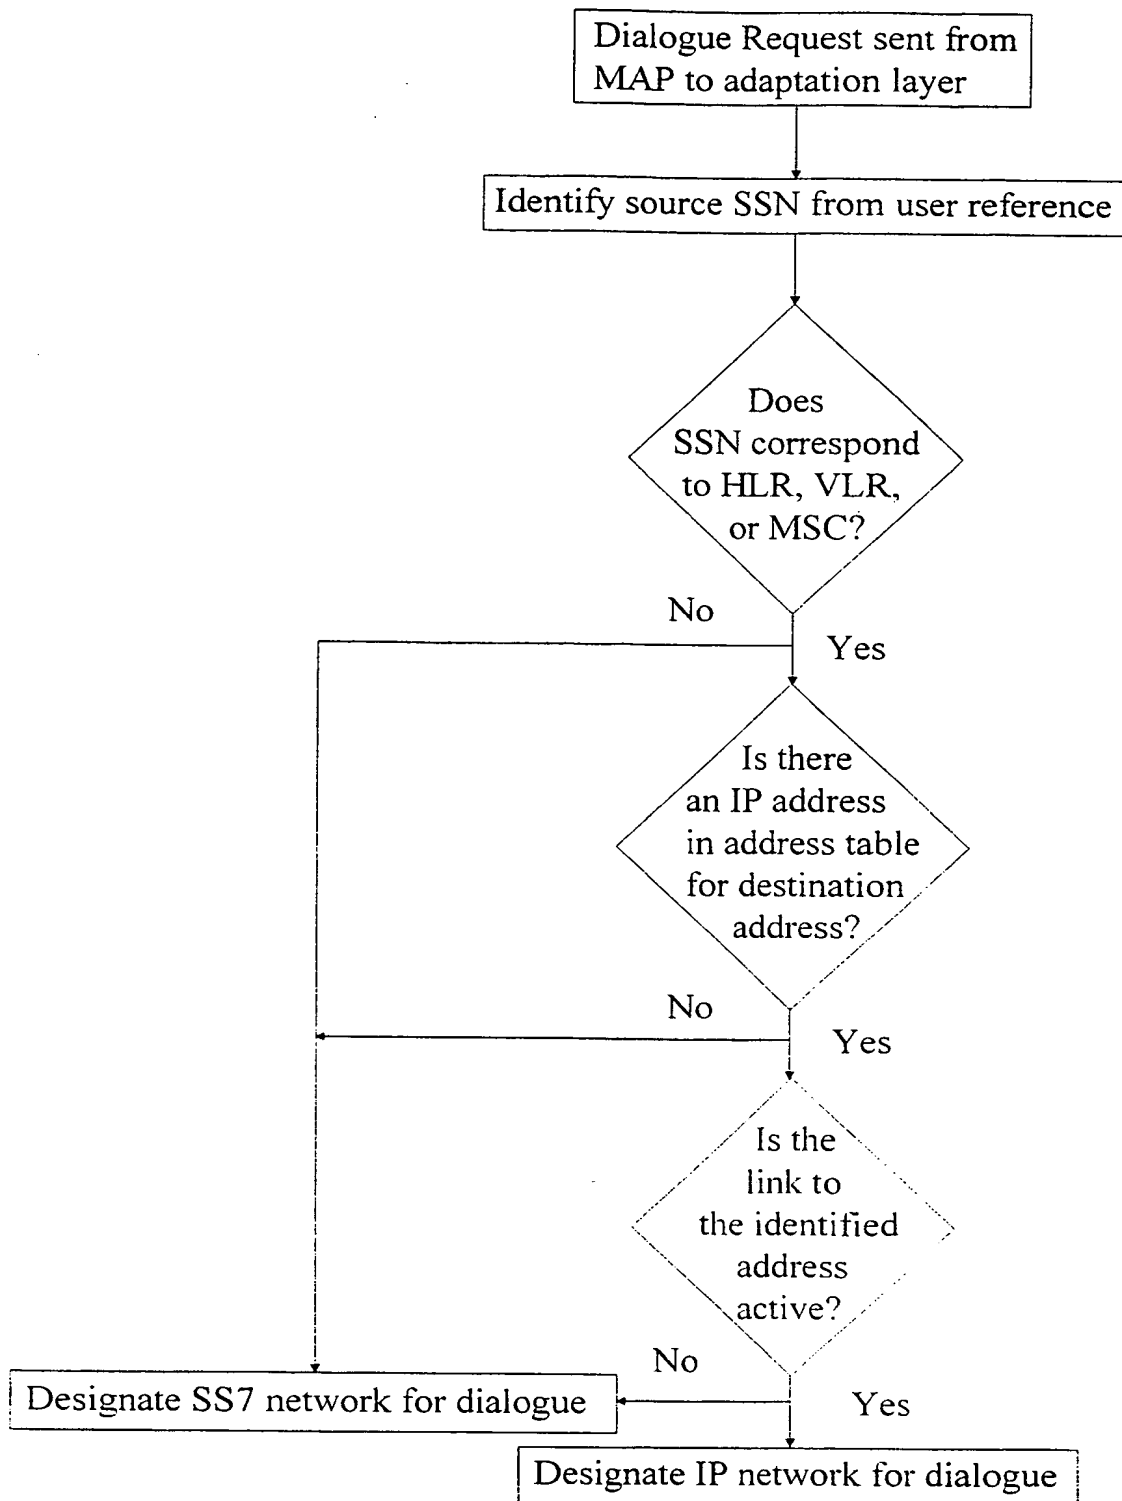 Dialogue Request sent from
MAP to adaptation layer
Identify source SSN from user reference
Does
SSN correspond
to HLR, VLR,
or MSC?
No
Yes
Is there
an IP address
in address table
for destination
address?
No
Yes
Is the
link to
the identified
address
active?
No
Designate SS7 network for dialogue
Yes
Designate IP network for dialogue